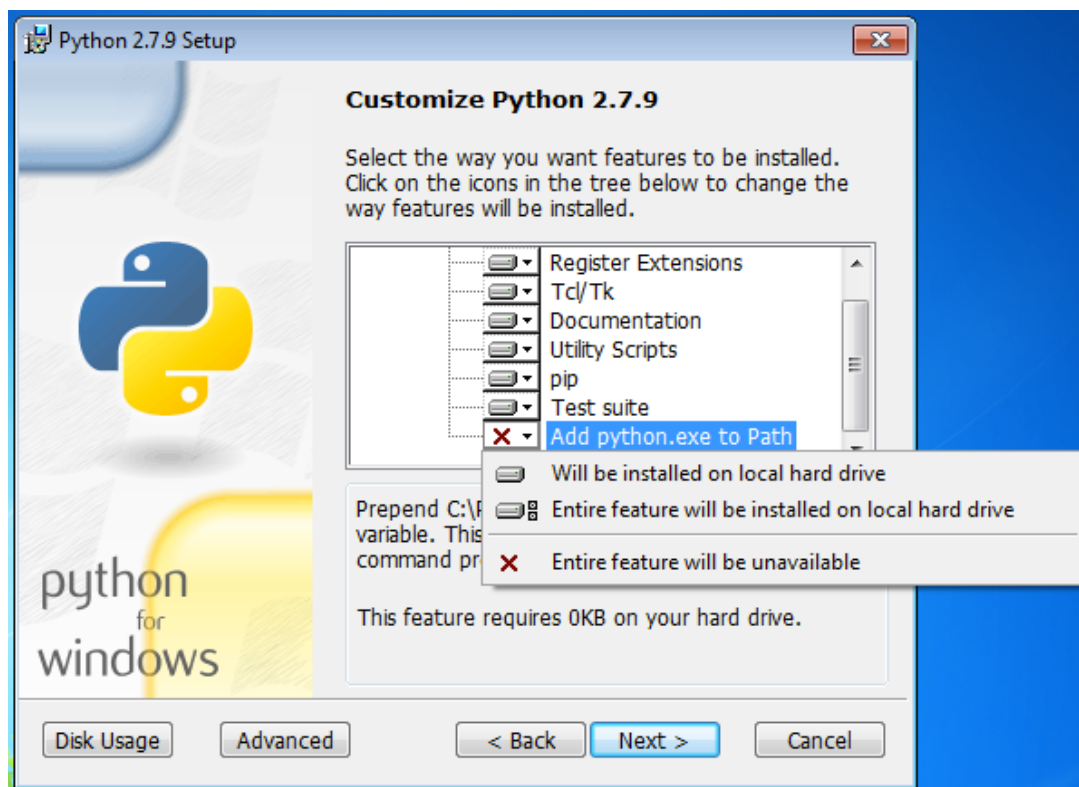 Python 2.7.9 Setup
Customize Python 2.7.9
Select the way you want features to be installed.
Click on the icons in the tree below to change the
way features will be installed.
Register Extensions
Tcl/Tk
Documentation
Utility Scripts
pip
Test suite
Add python.exe to Path
Will be installed on local hard drive
Entire feature will be installed on local hard drive
Entire feature will be unavailable
Prepend C:\
variable. This
command
This feature requires 0KB on your hard drive.
python
for
windows
Disk Usage
Advanced
< Back
Next >
Cancel